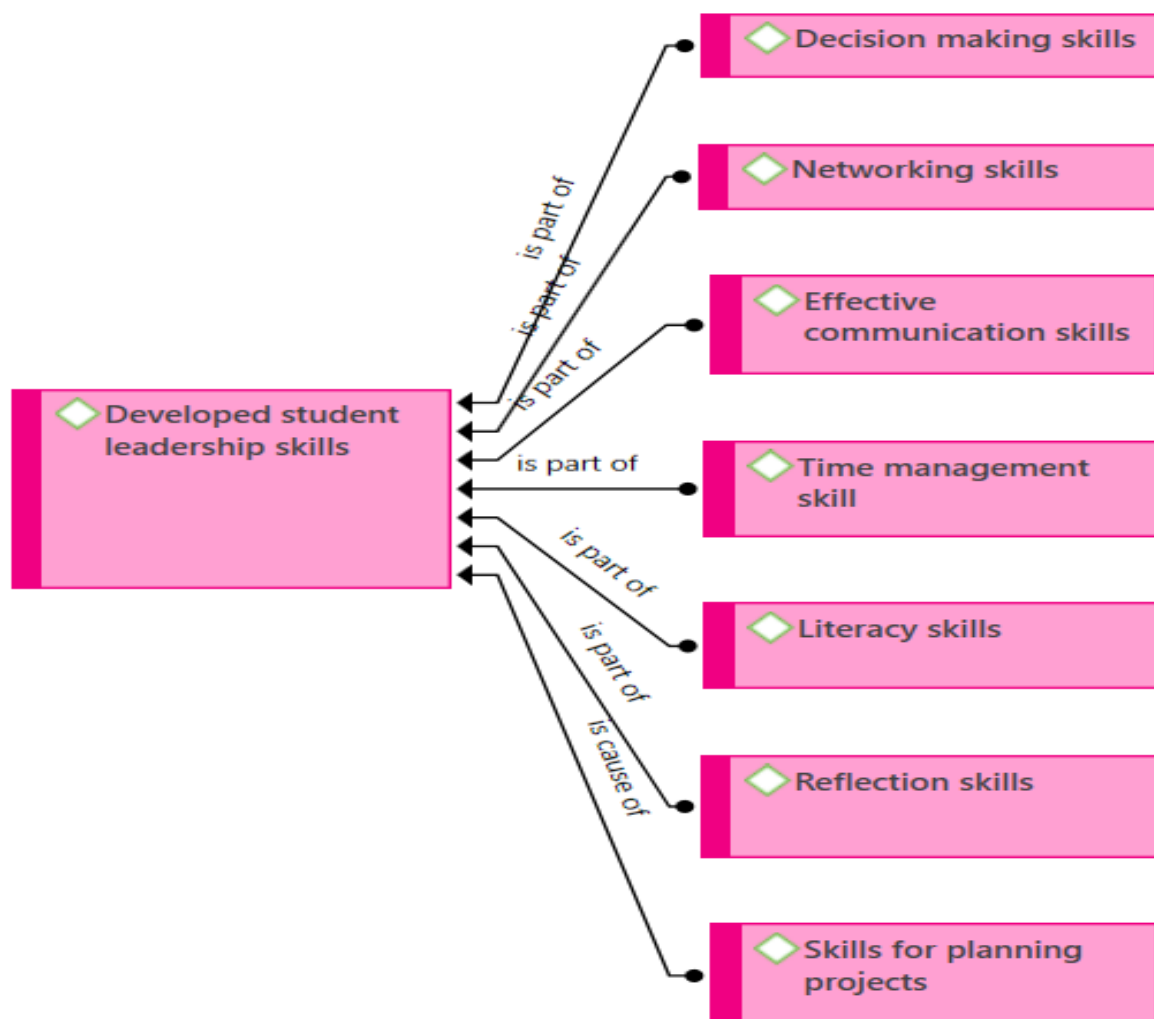 Decision making skills
is part of
Networking skills
is part of
Effective
communication skills
is part of
Developed student
leadership skills
Time management
skill
is part of
Literacy skills
is part of
Reflection skills
is part of
Skills for planning
projects
is cause of